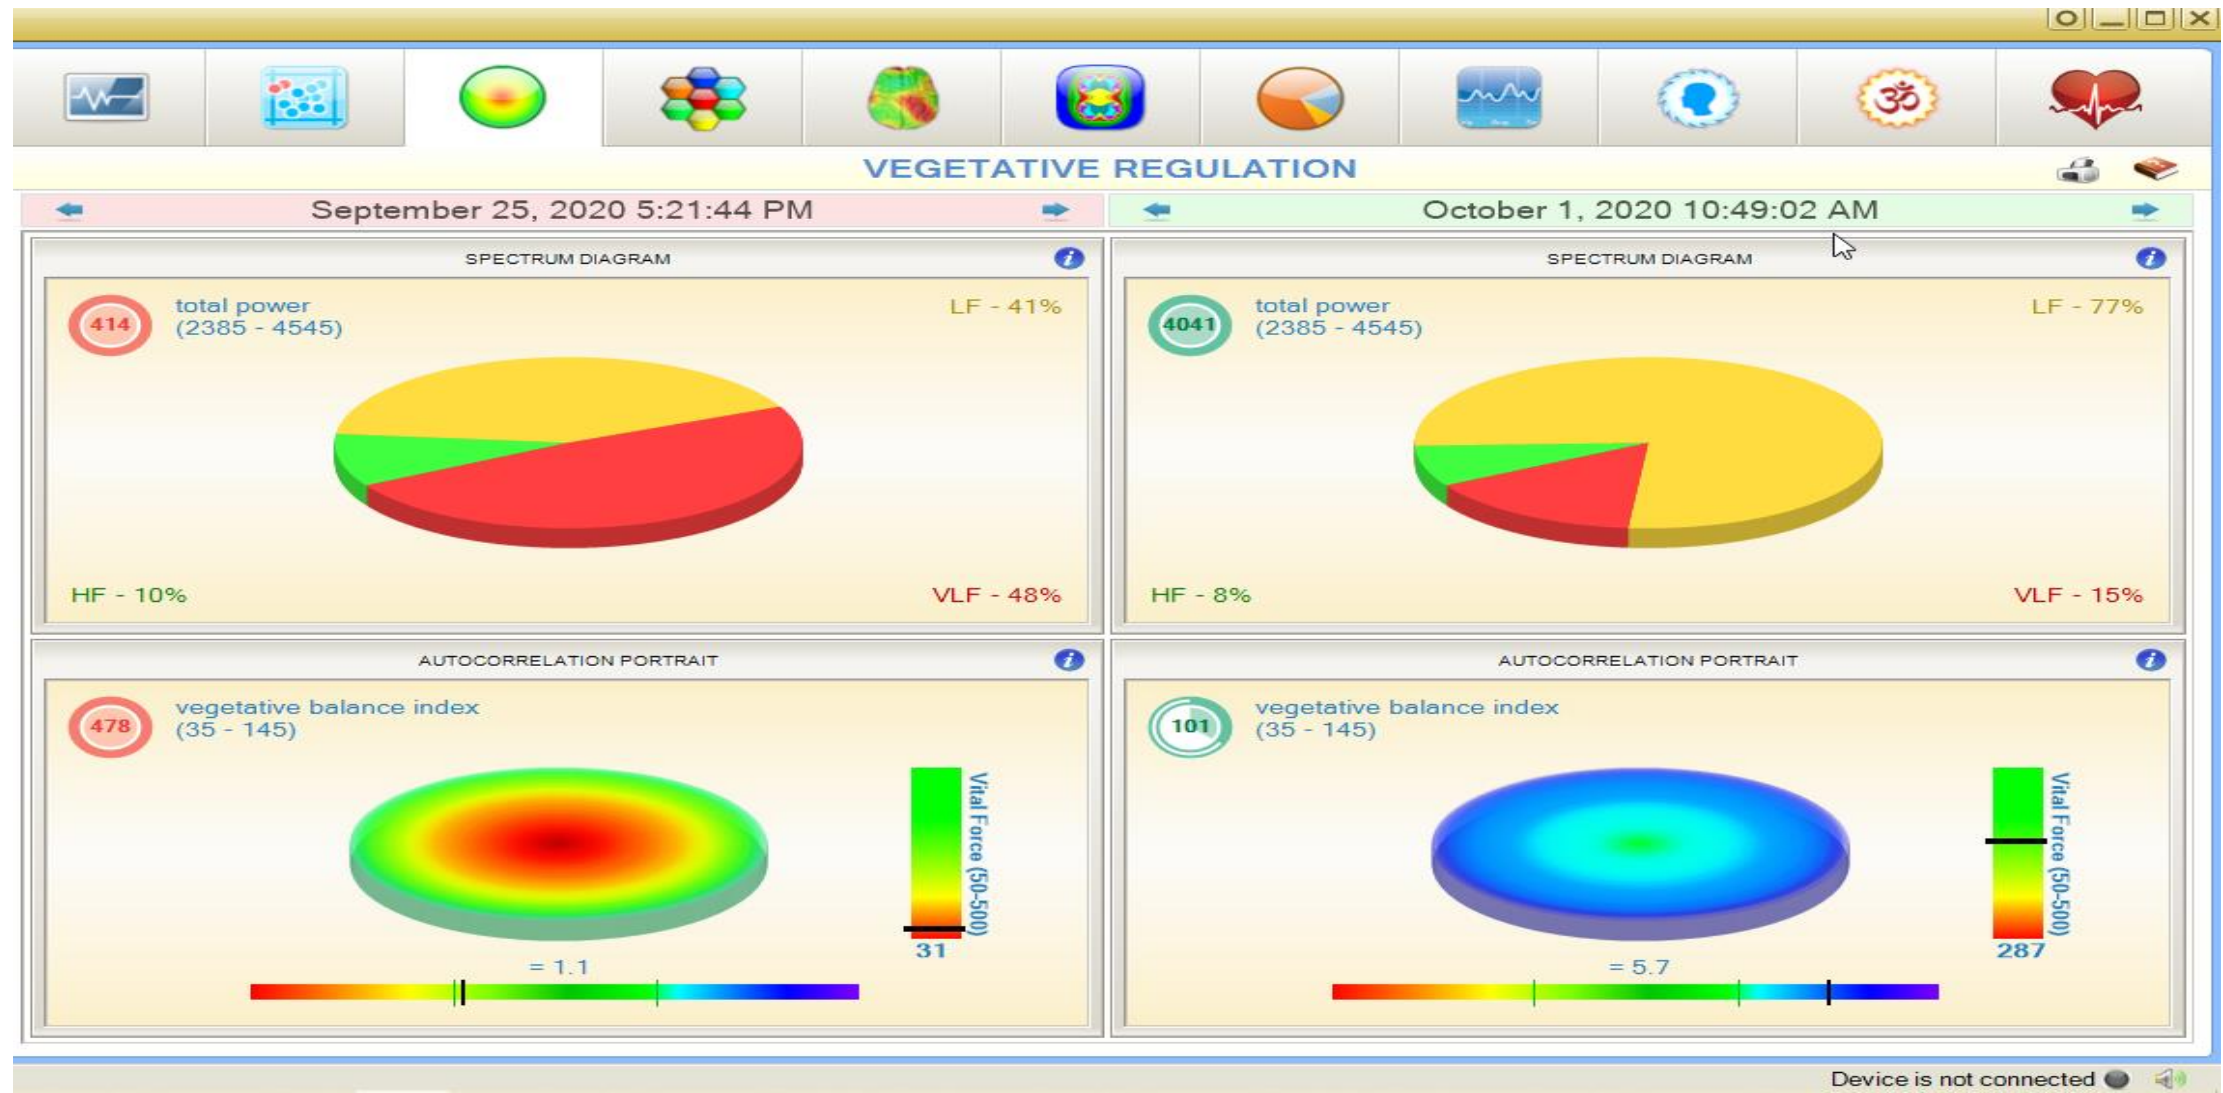 VEGETATIVE REGULATION
September 25, 2020 5:21:44 PM
October 1, 2020 10:49:02 AM
SPECTRUM DIAGRAM
414
total power
(2385 - 4545)
LF - 41%
HF - 10%
VLF - 48%
SPECTRUM DIAGRAM
4041
total power
(2385 - 4545)
LF - 77%
HF - 8%
VLF - 15%
AUTOCORRELATION PORTRAIT
478
vegetative balance index
(35 - 145)
Vital Force (50-500)
31
= 1.1
AUTOCORRELATION PORTRAIT
101
vegetative balance index
(35 - 145)
Vital Force (50-500)
287
= 5.7
Device is not connected